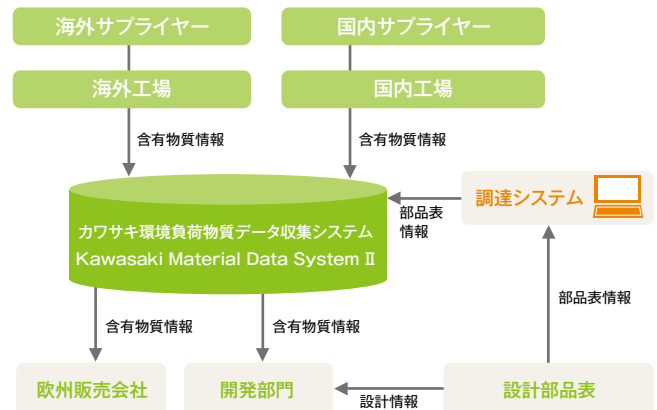 海外サプライヤー
国内サプライヤー
海外工場
国内工場
含有物質情報
含有物質情報
調達システム
部品表
情報
カワサキ環境負荷物質データ収集システム
Kawasaki Material Data System Ⅱ
部品表情報
含有物質情報
含有物質情報
欧州販売会社
開発部門
設計情報
設計部品表